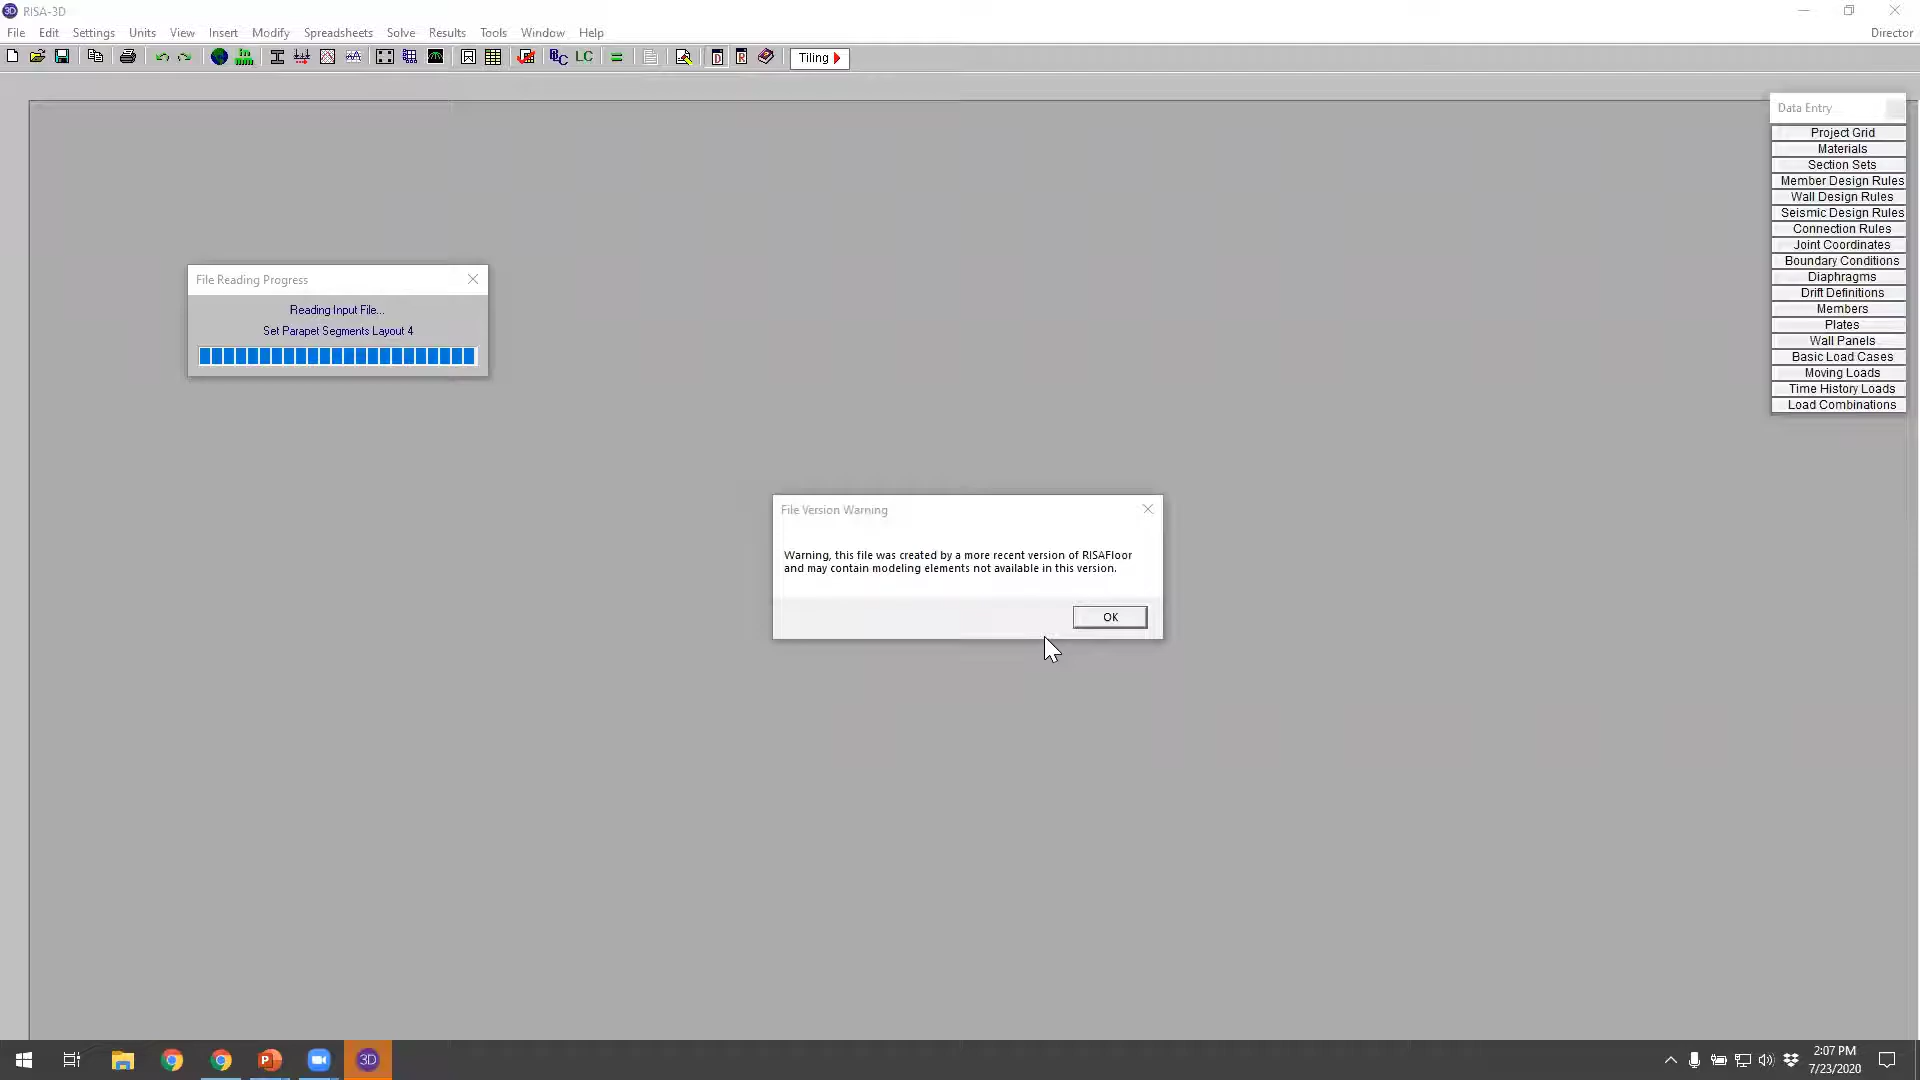 3D RISA-3D
File Edit Settings Units View Insert Modify Spreadsheets Solve Results Tools Window Help
Director
LC
D
R
Tiling
Data Entry
Project Grid
Materials
Section Sets
Member Design Rules
Wall Design Rules
Seismic Design Rules
Connection Rules
Joint Coordinates
Boundary Conditions
Diaphragms
Drift Definitions
Members
Plates
Wall Panels
Basic Load Cases
Moving Loads
Time History Loads
Load Combinations
File Reading Progress
Reading Input File...
Set Parapet Segments Layout 4
File Version Warning
Warning, this file was created by a more recent version of RISAFloor
and may contain modeling elements not available in this version.
OK
P
3D
2:07 PM
7/23/2020